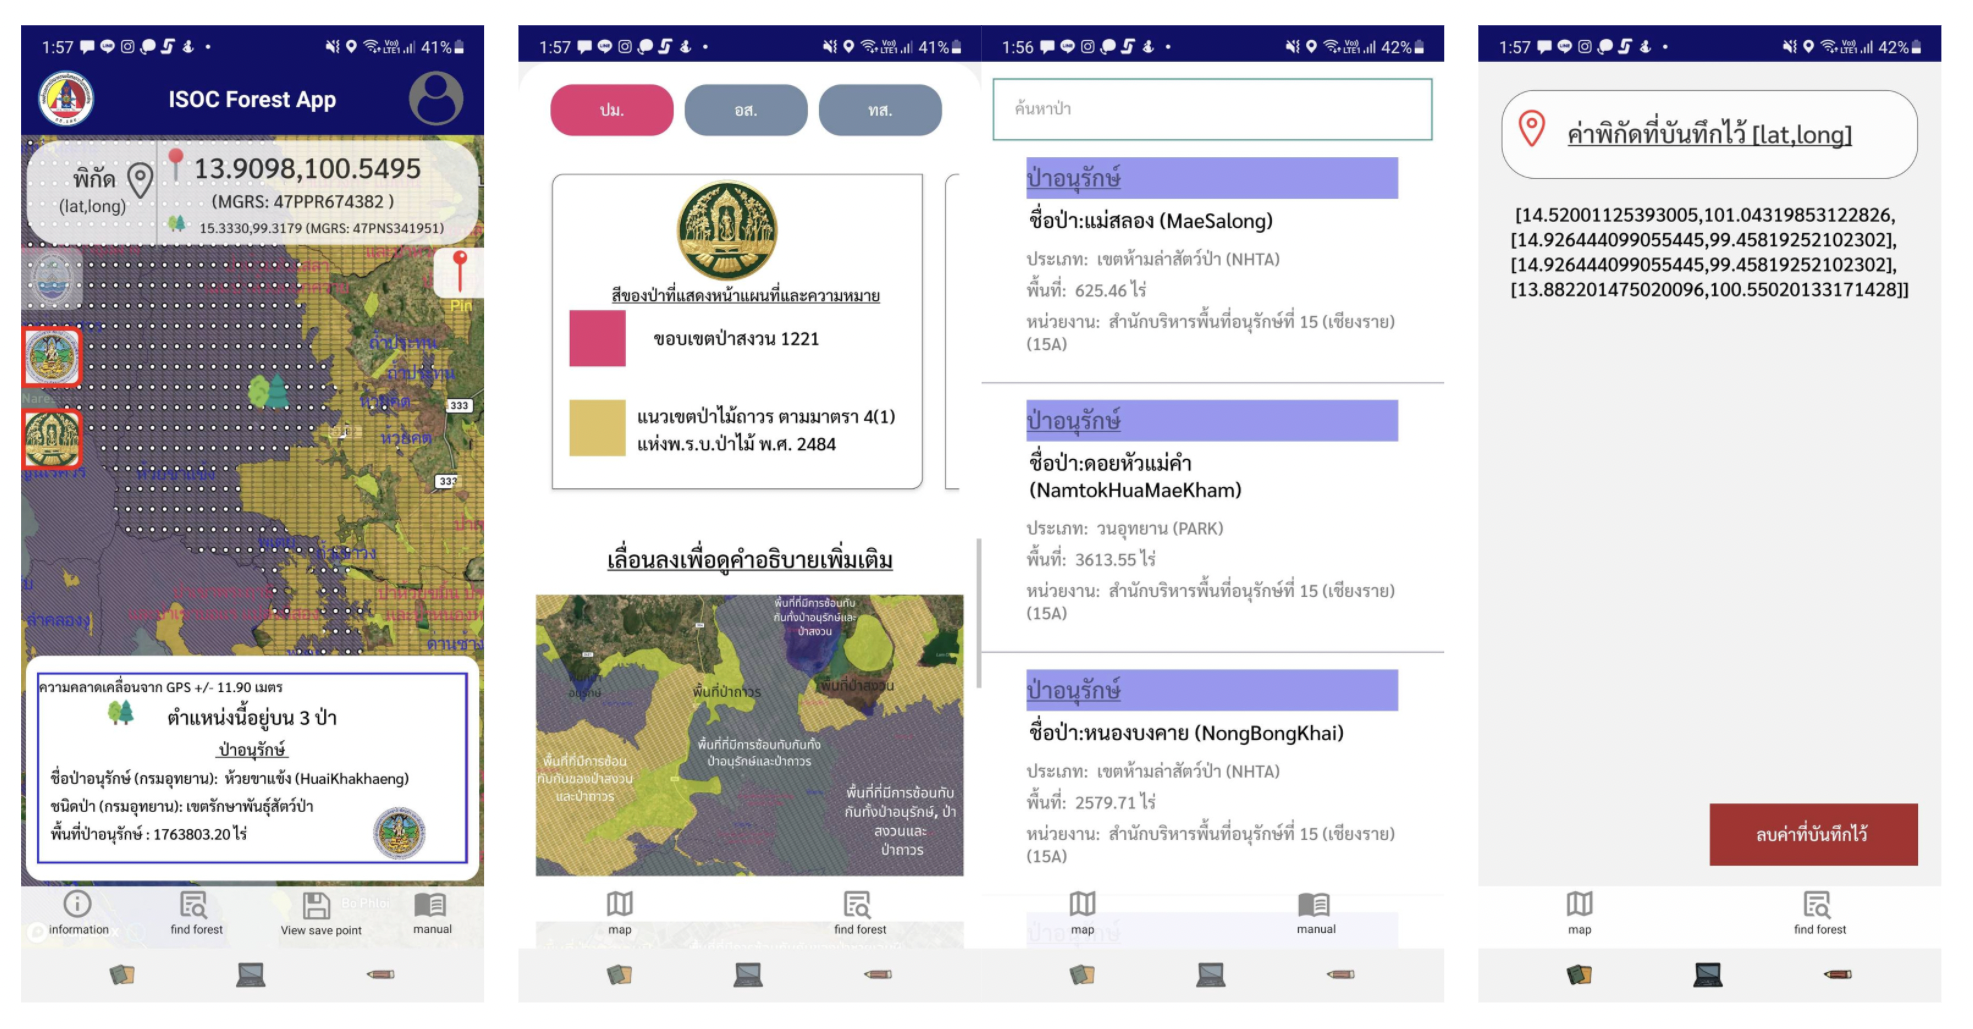 1:57 41%
ISOC Forest App
พิกัด
(lat,long)
13.9098,100.5495
(MGRS: 47PPR674382 )
15.3330,99.3179 (MGRS: 47PNS341951)
Pin
ถ้ำประทุน
ห้วยคต
333
ห้วยคต
ห้วยขาแข้ง
333
ความคลาดเคลื่อนจาก GPS +/- 11.90 เมตร
ตำแหน่งนี้อยู่บน 3 ป่า
ป่าอนุรักษ์
ชื่อป่าอนุรักษ์ (กรมอุทยาน): ห้วยขาแข้ง (HuaiKhakhaeng)
ชนิดป่า (กรมอุทยาน): เขตรักษาพันธุ์สัตว์ป่า
พื้นที่ป่าอนุรักษ์ : 1763803.20 ไร่
Bo Phloi
information
find forest
View save point
manual
1:57 41%
ปม.
อส.
ทส.
สีของป่าที่แสดงหน้าแผนที่และความหมาย
ขอบเขตป่าสงวน 1221
แนวเขตป่าไม้ถาวร ตามมาตรา 4(1)
แห่งพ.ร.บ.ป่าไม้ พ.ศ. 2484
เลื่อนลงเพื่อดูคำอธิบายเพิ่มเติม
พื้นที่ที่มีการซ้อนทับ
กันทั้งป่าอนุรักษ์และ
ป่าสงวน
พื้นที่ป่าถาวร
พื้นที่ป่าสงวน
พื้นที่ที่มีการซ้อนทับกันทั้ง
ป่าอนุรักษ์และป่าถาวร
พื้นที่ที่มีการซ้อน
ทับกันของป่าสงวน
และป่าถาวร
พื้นที่ที่มีการซ้อนทับ
กันทั้งป่าอนุรักษ์, ป่า
สงวนและ
ป่าถาวร
map
find forest
1:56 42%
ค้นหาป่า
ป่าอนุรักษ์
ชื่อป่า:แม่สลอง (MaeSalong)
ประเภท: เขตห้ามล่าสัตว์ป่า (NHTA)
พื้นที่: 625.46 ไร่
หน่วยงาน: สำนักบริหารพื้นที่อนุรักษ์ที่ 15 (เชียงราย)
(15A)
ป่าอนุรักษ์
ชื่อป่า:ดอยหัวแม่คำ
(NamtokHuaMaeKham)
ประเภท: วนอุทยาน (PARK)
พื้นที่: 3613.55 ไร่
หน่วยงาน: สำนักบริหารพื้นที่อนุรักษ์ที่ 15 (เชียงราย)
(15A)
ป่าอนุรักษ์
ชื่อป่า:หนองบงคาย (NongBongKhai)
ประเภท: เขตห้ามล่าสัตว์ป่า (NHTA)
พื้นที่: 2579.71 ไร่
หน่วยงาน: สำนักบริหารพื้นที่อนุรักษ์ที่ 15 (เชียงราย)
(15A)
ป่าอนุรักษ์
map
manual
1:57 42%
ค่าพิกัดที่บันทึกไว้ [lat,long]
[14.52001125393005,101.04319853122826,
[14.926444099055445,99.45819252102302],
[14.926444099055445,99.45819252102302],
[13.882201475020096,100.55020133171428]]
ลบค่าที่บันทึกไว้
map
find forest